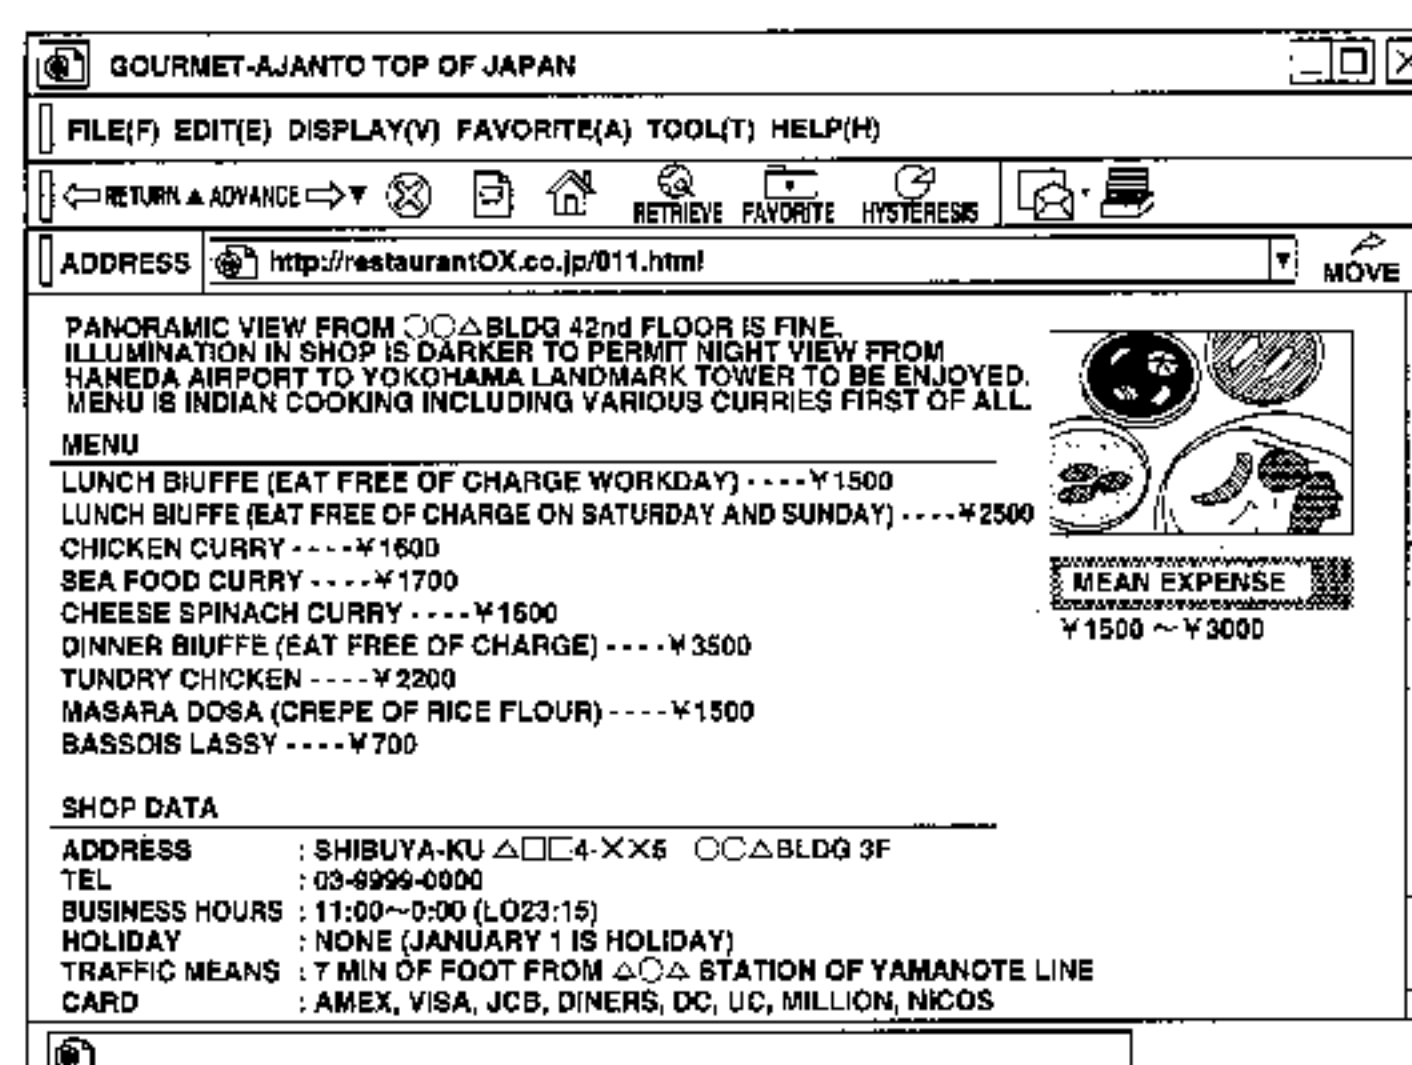 GOURMET-AJANTO TOP OF JAPAN
FILE(F) EDIT(E) DISPLAY(V) FAVORITE(A) TOOL(T) HELP(H)
⇦ RETURN ▲ ADVANCE ⇨ ▼ RETRIEVE FAVORITE HYSTERESIS
ADDRESS http://restaurantOX.co.jp/011.html ▼ MOVE
PANORAMIC VIEW FROM ○○△BLDG 42nd FLOOR IS FINE.
ILLUMINATION IN SHOP IS DARKER TO PERMIT NIGHT VIEW FROM
HANEDA AIRPORT TO YOKOHAMA LANDMARK TOWER TO BE ENJOYED.
MENU IS INDIAN COOKING INCLUDING VARIOUS CURRIES FIRST OF ALL.
MENU
LUNCH BIUFFE (EAT FREE OF CHARGE WORKDAY) ----¥1500
LUNCH BIUFFE (EAT FREE OF CHARGE ON SATURDAY AND SUNDAY) ----¥2500
CHICKEN CURRY ----¥1600
SEA FOOD CURRY ----¥1700
CHEESE SPINACH CURRY ----¥1600
DINNER BIUFFE (EAT FREE OF CHARGE) ----¥3500
TUNDRY CHICKEN ----¥2200
MASARA DOSA (CREPE OF RICE FLOUR) ----¥1500
BASSOIS LASSY ----¥700
MEAN EXPENSE
¥1500 ~ ¥3000
SHOP DATA
ADDRESS : SHIBUYA-KU △□□4-××5 ○○△BLDG 3F
TEL : 03-9999-0000
BUSINESS HOURS : 11:00~0:00 (LO23:15)
HOLIDAY : NONE (JANUARY 1 IS HOLIDAY)
TRAFFIC MEANS : 7 MIN OF FOOT FROM △○△ STATION OF YAMANOTE LINE
CARD : AMEX, VISA, JCB, DINERS, DC, UC, MILLION, NICOS